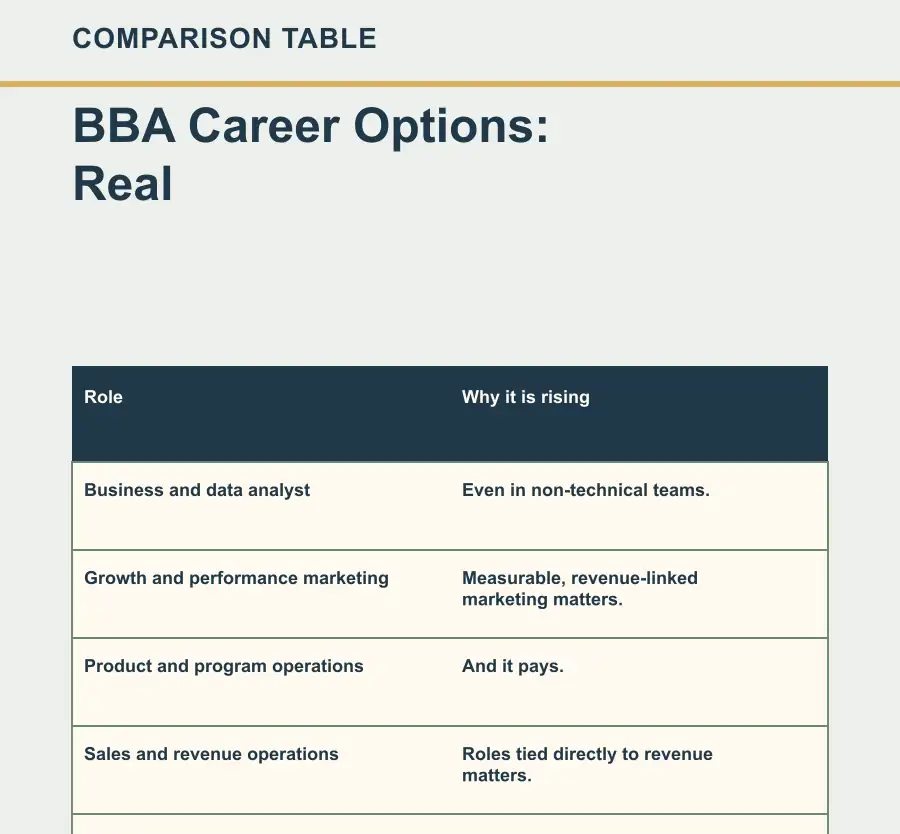 COMPARISON TABLE
BBA Career Options:
Real
Role
Why it is rising
Business and data analyst
Even in non-technical teams.
Growth and performance marketing
Measurable, revenue-linked
marketing matters.
Product and program operations
And it pays.
Sales and revenue operations
Roles tied directly to revenue
matters.